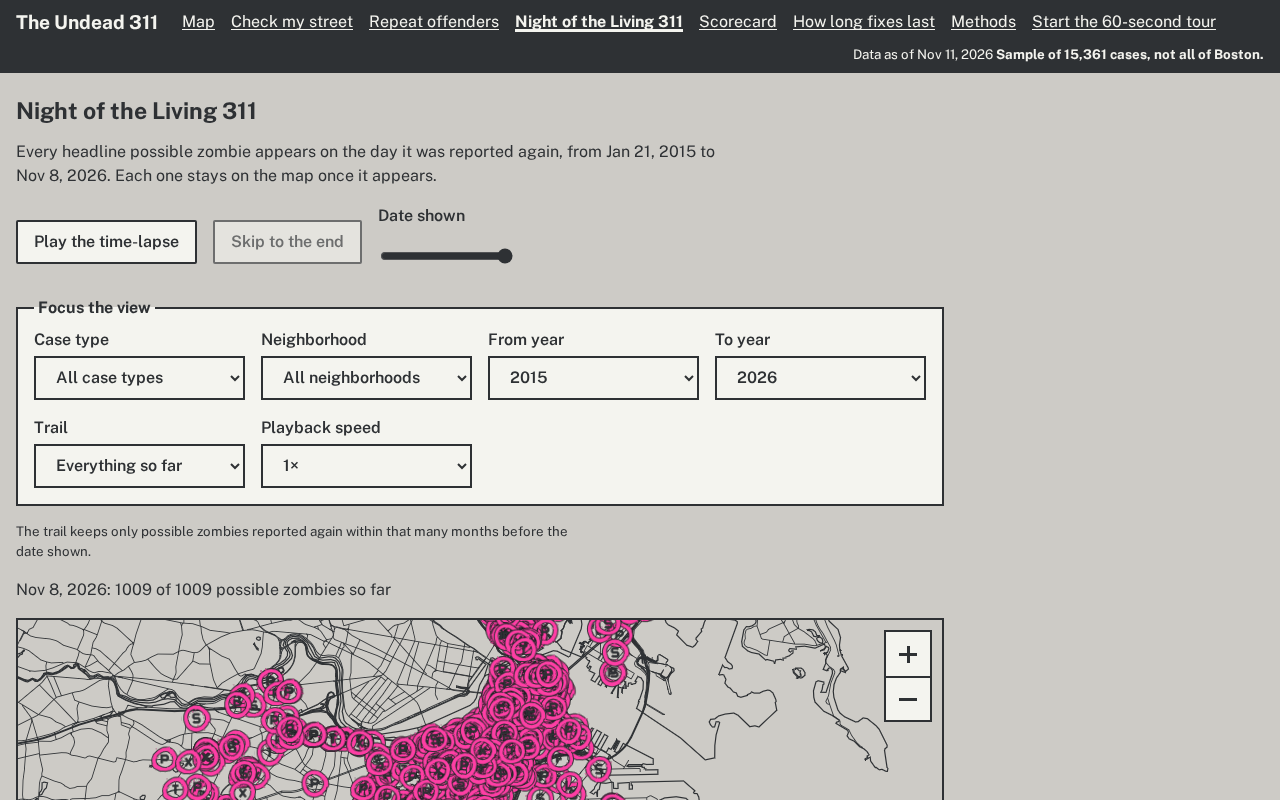 The Undead 311 Map Check my street Repeat offenders Night of the Living 311 Scorecard How long fixes last Methods Start the 60-second tour
Data as of Nov 11, 2026 Sample of 15,361 cases, not all of Boston.
Night of the Living 311
Every headline possible zombie appears on the day it was reported again, from Jan 21, 2015 to
Nov 8, 2026. Each one stays on the map once it appears.
Date shown
Play the time-lapse Skip to the end
Focus the view
Case type Neighborhood From year To year
All case types All neighborhoods 2015 2026
Trail Playback speed
Everything so far 1×
The trail keeps only possible zombies reported again within that many months before the
date shown.
Nov 8, 2026: 1009 of 1009 possible zombies so far
+
−